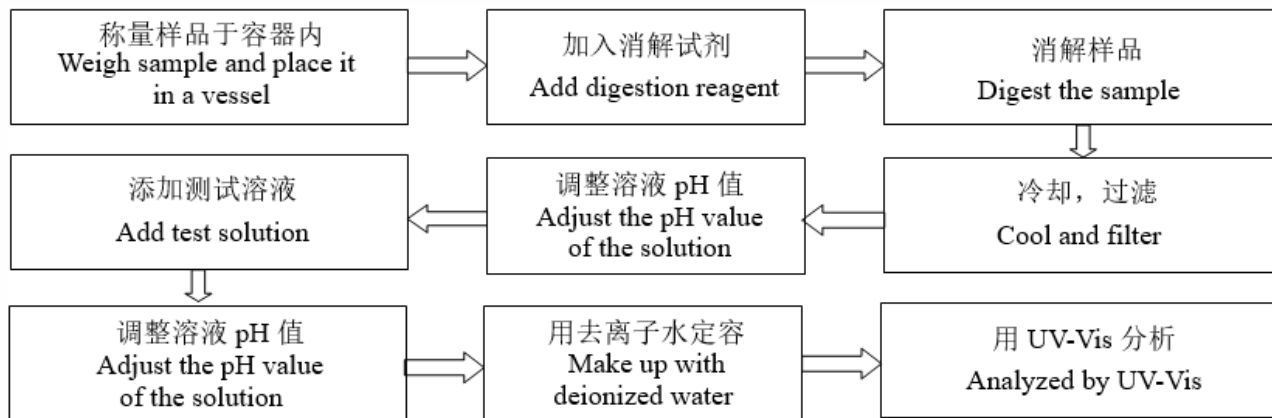 称量样品于容器内
Weigh sample and place it
in a vessel
加入消解试剂
Add digestion reagent
消解样品
Digest the sample
冷却，过滤
Cool and filter
调整溶液 pH 值
Adjust the pH value
of the solution
添加测试溶液
Add test solution
调整溶液 pH 值
Adjust the pH value
of the solution
用去离子水定容
Make up with
deionized water
用 UV-Vis 分析
Analyzed by UV-Vis